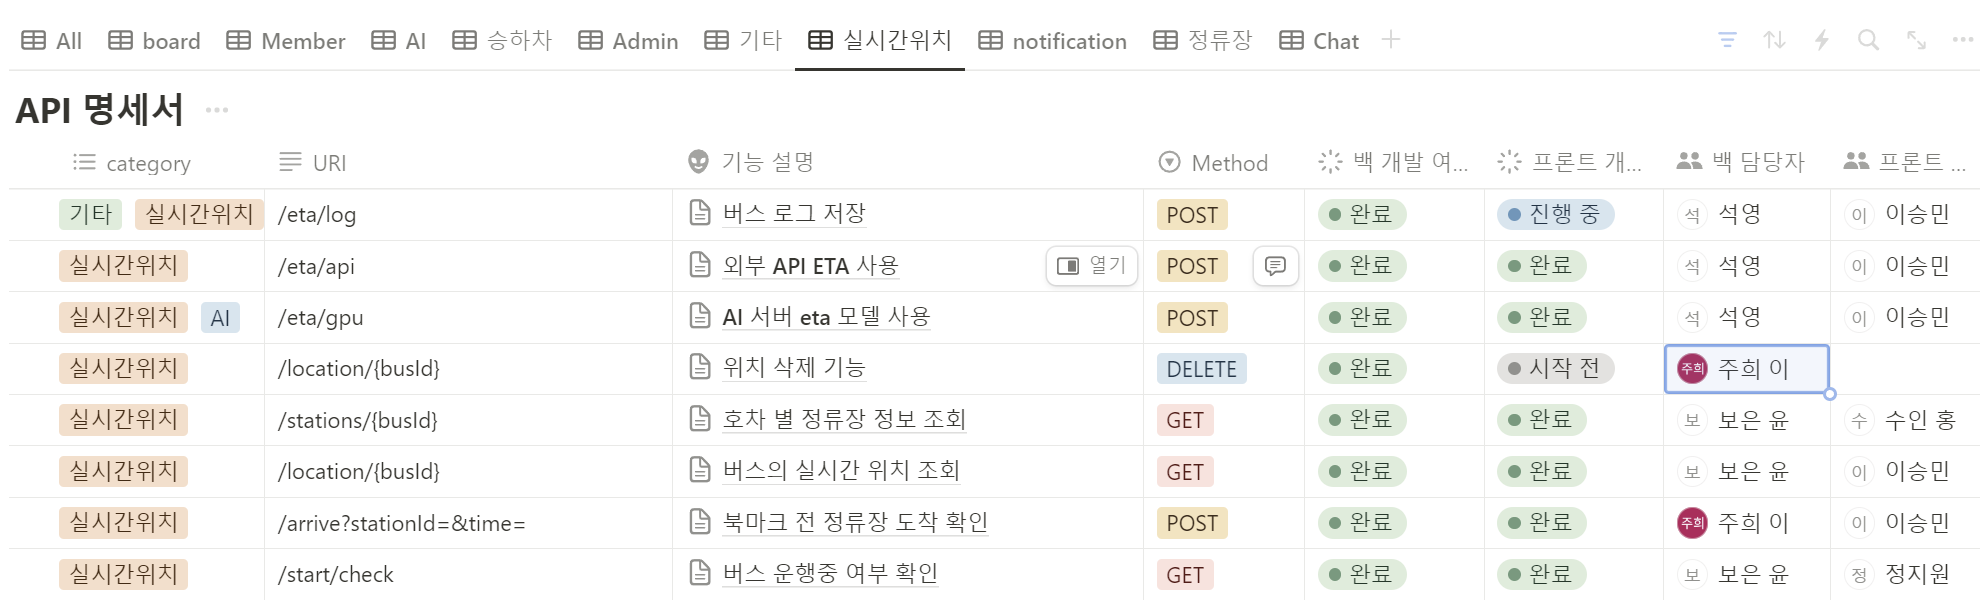 All board Member AI 승하차 Admin 기타 실시간위치 notification 정류장 Chat
API 명세서
category URI 기능 설명 Method 백 개발 여... 프론트 개... 백 담당자 프론트 ...
기타 실시간위치 /eta/log 버스 로그 저장 POST 완료 진행 중 석 석영 이 이승민
실시간위치 /eta/api 외부 API ETA 사용 열기 POST 완료 완료 석 석영 이 이승민
실시간위치 AI /eta/gpu AI 서버 eta 모델 사용 POST 완료 완료 석 석영 이 이승민
실시간위치 /location/{busId} 위치 삭제 기능 DELETE 완료 시작 전 주희 주희 이
실시간위치 /stations/{busId} 호차 별 정류장 정보 조회 GET 완료 완료 보 보은 윤 수 수인 홍
실시간위치 /location/{busId} 버스의 실시간 위치 조회 GET 완료 완료 보 보은 윤 이 이승민
실시간위치 /arrive?stationId=&time= 북마크 전 정류장 도착 확인 POST 완료 완료 주희 주희 이 이 이승민
실시간위치 /start/check 버스 운행중 여부 확인 GET 완료 완료 보 보은 윤 정 정지원